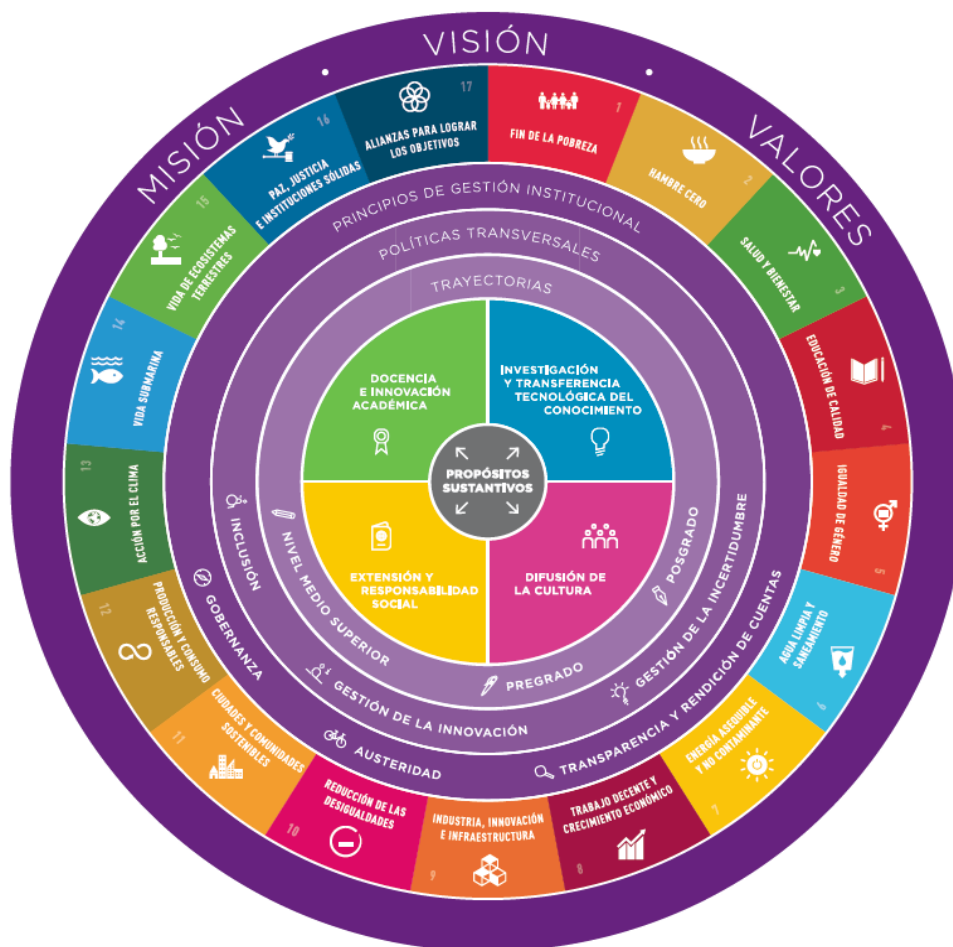 MISIÓN
VISIÓN
VALORES
1
FIN DE LA POBREZA
2
HAMBRE CERO
3
SALUD Y BIENESTAR
4
EDUCACIÓN DE CALIDAD
5
IGUALDAD DE GÉNERO
6
AGUA LIMPIA Y
SANEAMIENTO
7
ENERGÍA ASEQUIBLE
Y NO CONTAMINANTE
8
TRABAJO DECENTE Y
CRECIMIENTO ECONÓMICO
9
INDUSTRIA, INNOVACIÓN
E INFRAESTRUCTURA
10
REDUCCIÓN DE LAS
DESIGUALDADES
11
CIUDADES Y COMUNIDADES
SOSTENIBLES
12
PRODUCCIÓN Y CONSUMO
RESPONSABLES
13
ACCIÓN POR EL CLIMA
14
VIDA SUBMARINA
15
VIDA DE ECOSISTEMAS
TERRESTRES
16
PAZ, JUSTICIA
E INSTITUCIONES SÓLIDAS
17
ALIANZAS PARA LOGRAR
LOS OBJETIVOS
PRINCIPIOS DE GESTIÓN INSTITUCIONAL
GOBERNANZA
AUSTERIDAD
TRANSPARENCIA Y RENDICIÓN DE CUENTAS
POLÍTICAS TRANSVERSALES
INCLUSIÓN
GESTIÓN DE LA INNOVACIÓN
GESTIÓN DE LA INCERTIDUMBRE
TRAYECTORIAS
NIVEL MEDIO SUPERIOR
PREGRADO
POSGRADO
DOCENCIA
E INNOVACIÓN
ACADÉMICA
INVESTIGACIÓN
Y TRANSFERENCIA
TECNOLÓGICA DEL
CONOCIMIENTO
PROPÓSITOS
SUSTANTIVOS
EXTENSIÓN Y
RESPONSABILIDAD
SOCIAL
DIFUSIÓN DE
LA CULTURA